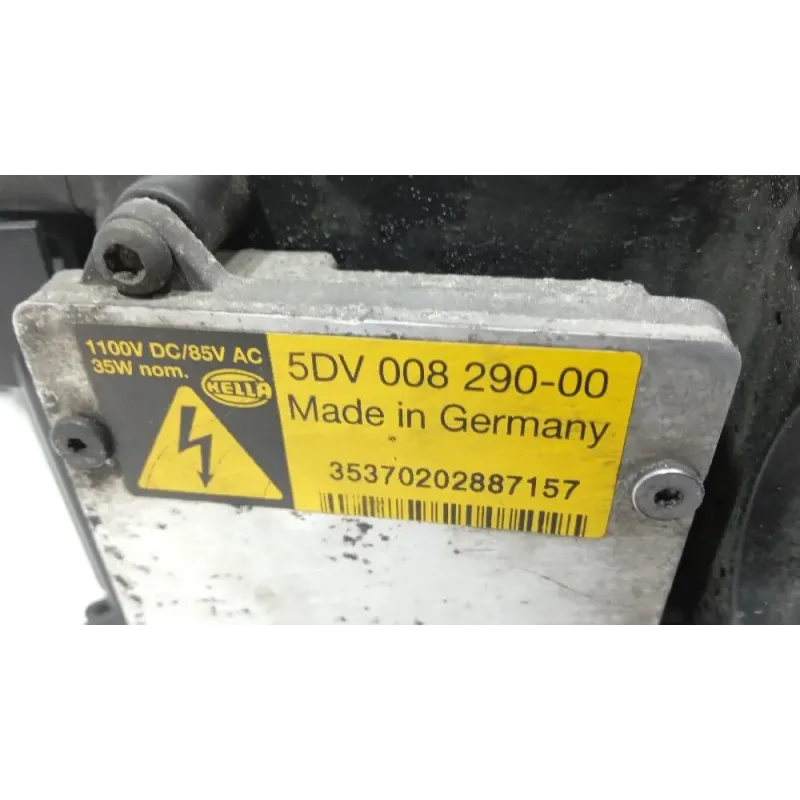 1100V DC/85V AC
35W nom.
HELLA
5DV 008 290-00
Made in Germany
35370202887157